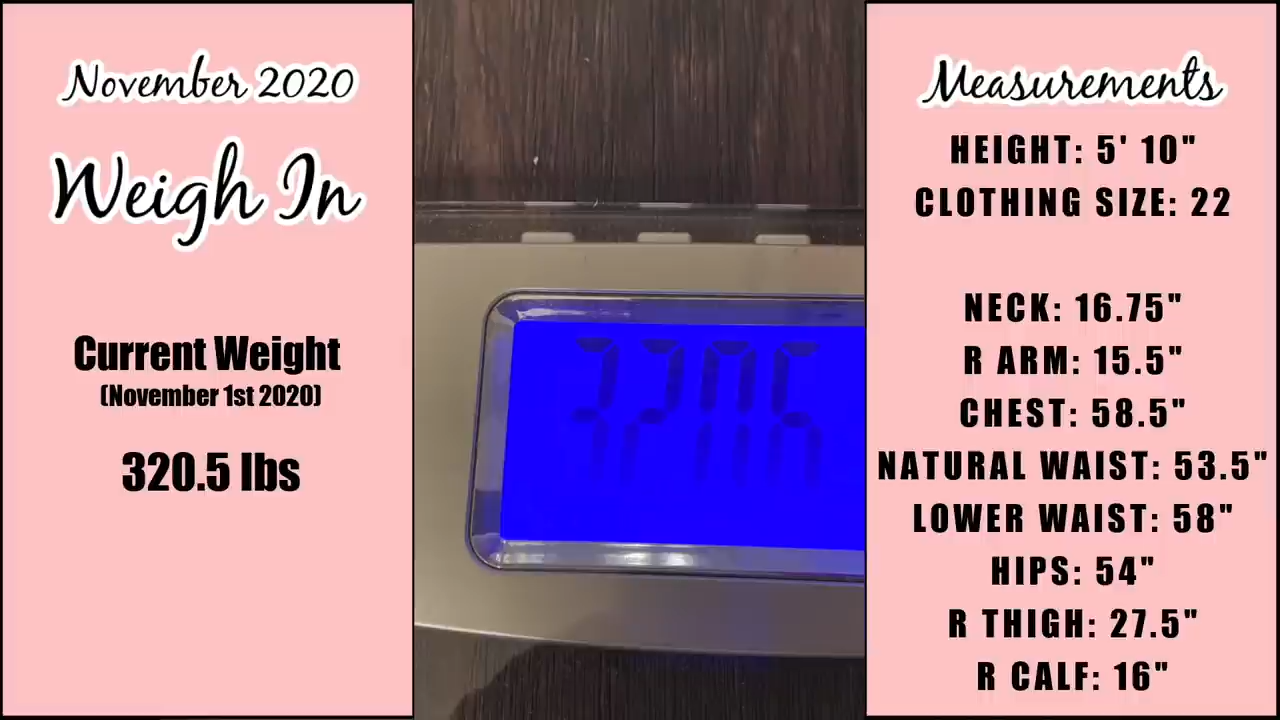 November 2020
Weigh In
Current Weight
(November 1st 2020)
320.5 lbs
Measurements
HEIGHT: 5' 10"
CLOTHING SIZE: 22
NECK: 16.75"
R ARM: 15.5"
CHEST: 58.5"
NATURAL WAIST: 53.5"
LOWER WAIST: 58"
HIPS: 54"
R THIGH: 27.5"
R CALF: 16"